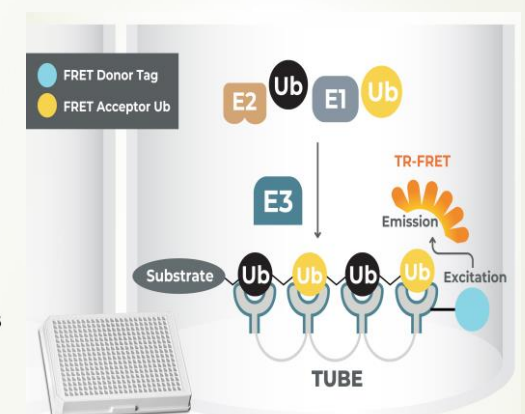 FRET Donor Tag
FRET Acceptor Ub
E2 Ub E1 Ub
TR-FRET
E3
Emission
Substrate Ub Ub Ub Ub Excitation
s
TUBE